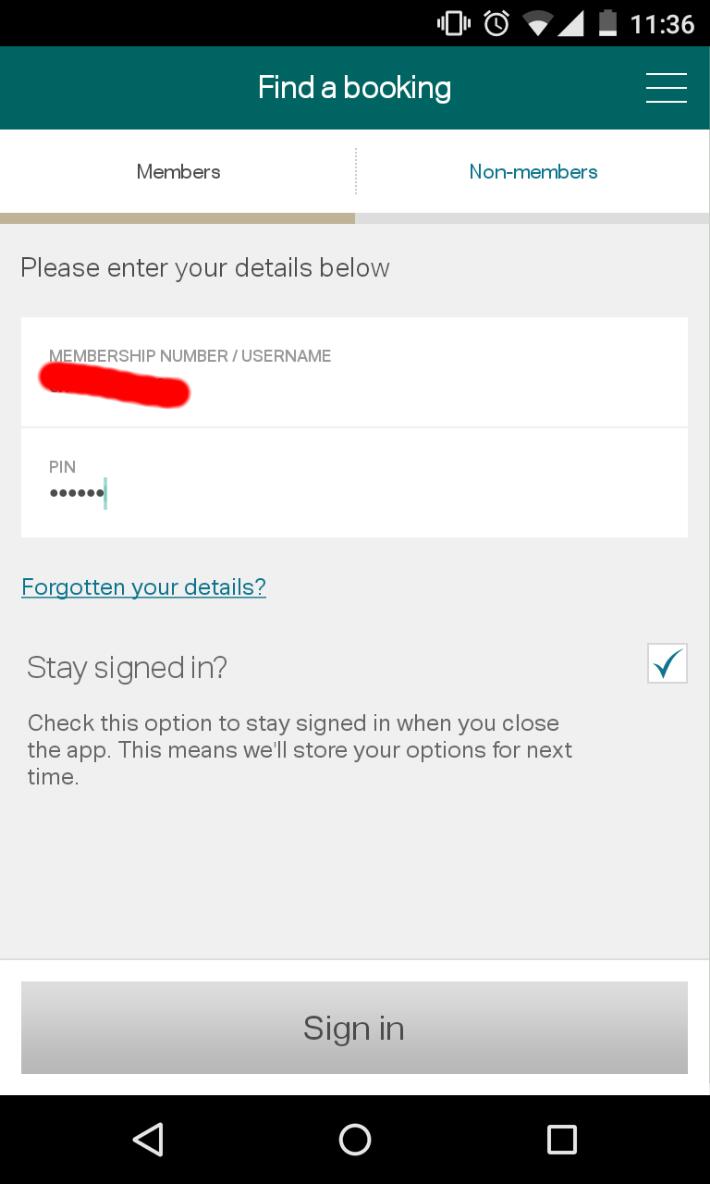 11:36
Find a booking
Members
Non-members
Please enter your details below
MEMBERSHIP NUMBER / USERNAME
PIN
••••••
Forgotten your details?
Stay signed in?
Check this option to stay signed in when you close
the app. This means we'll store your options for next
time.
Sign in